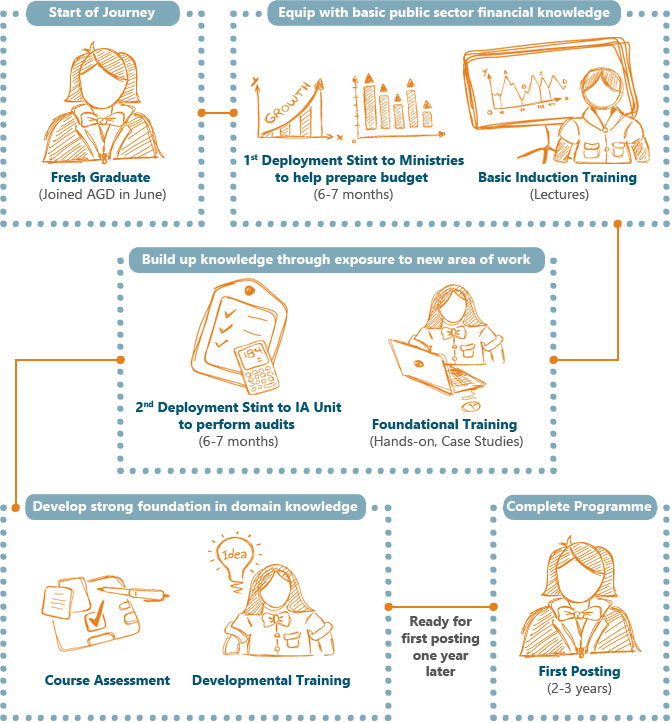 Start of Journey
Fresh Graduate
(Joined AGD in June)
Equip with basic public sector financial knowledge
Y
GROWTH
X
1st Deployment Stint to Ministries
to help prepare budget
(6-7 months)
Y
A
B
C
D
X
Basic Induction Training
(Lectures)
Build up knowledge through exposure to new area of work
184
2nd Deployment Stint to IA Unit
to perform audits
(6-7 months)
Foundational Training
(Hands-on, Case Studies)
Develop strong foundation in domain knowledge
Course Assessment
Idea
Developmental Training
Ready for
first posting
one year
later
Complete Programme
First Posting
(2-3 years)